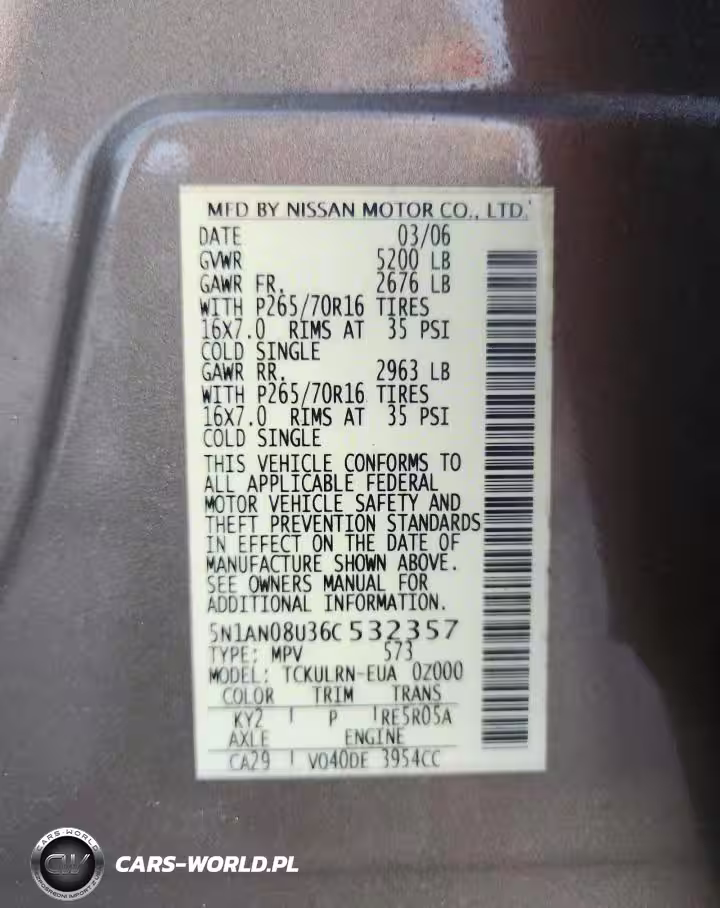 MFD BY NISSAN MOTOR CO., LTD.
DATE 03/06
GVWR 5200 LB
GAWR FR. 2676 LB
WITH P265/70R16 TIRES
16X7.0 RIMS AT 35 PSI
COLD SINGLE
GAWR RR. 2963 LB
WITH P265/70R16 TIRES
16X7.0 RIMS AT 35 PSI
COLD SINGLE
THIS VEHICLE CONFORMS TO
ALL APPLICABLE FEDERAL
MOTOR VEHICLE SAFETY AND
THEFT PREVENTION STANDARDS
IN EFFECT ON THE DATE OF
MANUFACTURE SHOWN ABOVE.
SEE OWNERS MANUAL FOR
ADDITIONAL INFORMATION.
5N1AN08U36C532357
TYPE: MPV 573
MODEL: TCKULRN-EUA 0Z000
COLOR TRIM TRANS
KY2 P RE5R05A
AXLE ENGINE
CA29 VQ40DE 3954CC
CARS-WORLD
CW
CARS-WORLD.PL